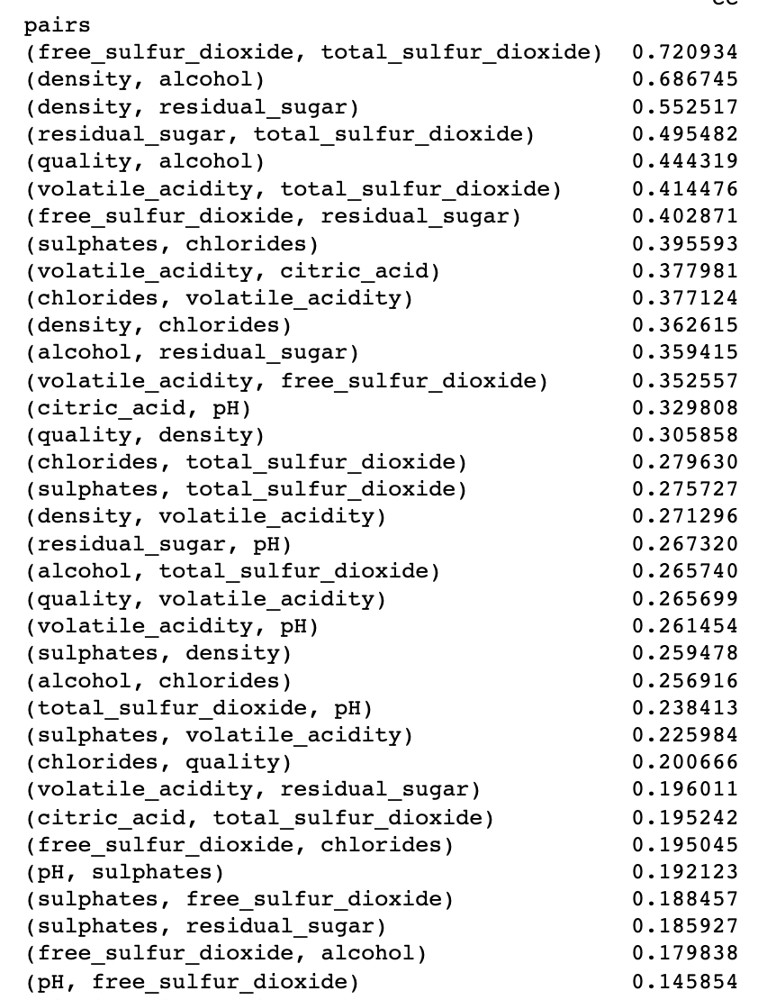 cc
pairs
(free_sulfur_dioxide, total_sulfur_dioxide) 0.720934
(density, alcohol) 0.686745
(density, residual_sugar) 0.552517
(residual_sugar, total_sulfur_dioxide) 0.495482
(quality, alcohol) 0.444319
(volatile_acidity, total_sulfur_dioxide) 0.414476
(free_sulfur_dioxide, residual_sugar) 0.402871
(sulphates, chlorides) 0.395593
(volatile_acidity, citric_acid) 0.377981
(chlorides, volatile_acidity) 0.377124
(density, chlorides) 0.362615
(alcohol, residual_sugar) 0.359415
(volatile_acidity, free_sulfur_dioxide) 0.352557
(citric_acid, pH) 0.329808
(quality, density) 0.305858
(chlorides, total_sulfur_dioxide) 0.279630
(sulphates, total_sulfur_dioxide) 0.275727
(density, volatile_acidity) 0.271296
(residual_sugar, pH) 0.267320
(alcohol, total_sulfur_dioxide) 0.265740
(quality, volatile_acidity) 0.265699
(volatile_acidity, pH) 0.261454
(sulphates, density) 0.259478
(alcohol, chlorides) 0.256916
(total_sulfur_dioxide, pH) 0.238413
(sulphates, volatile_acidity) 0.225984
(chlorides, quality) 0.200666
(volatile_acidity, residual_sugar) 0.196011
(citric_acid, total_sulfur_dioxide) 0.195242
(free_sulfur_dioxide, chlorides) 0.195045
(pH, sulphates) 0.192123
(sulphates, free_sulfur_dioxide) 0.188457
(sulphates, residual_sugar) 0.185927
(free_sulfur_dioxide, alcohol) 0.179838
(pH, free_sulfur_dioxide) 0.145854